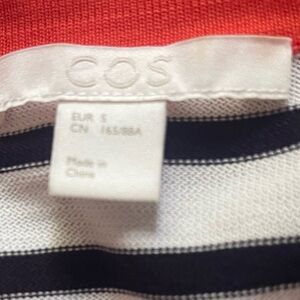 COS
EUR S
CN 165/88A
Made in
China